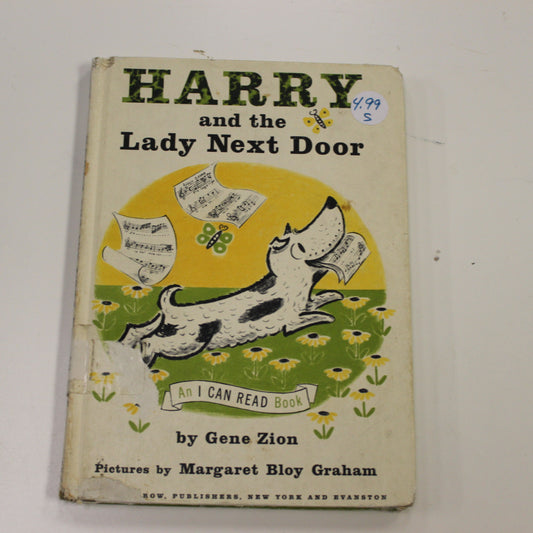 HARRY
4.99
S
and the
Lady Next Door
An I CAN READ Book
by Gene Zion
Pictures by Margaret Bloy Graham
ROW, PUBLISHERS, NEW YORK AND EVANSTON